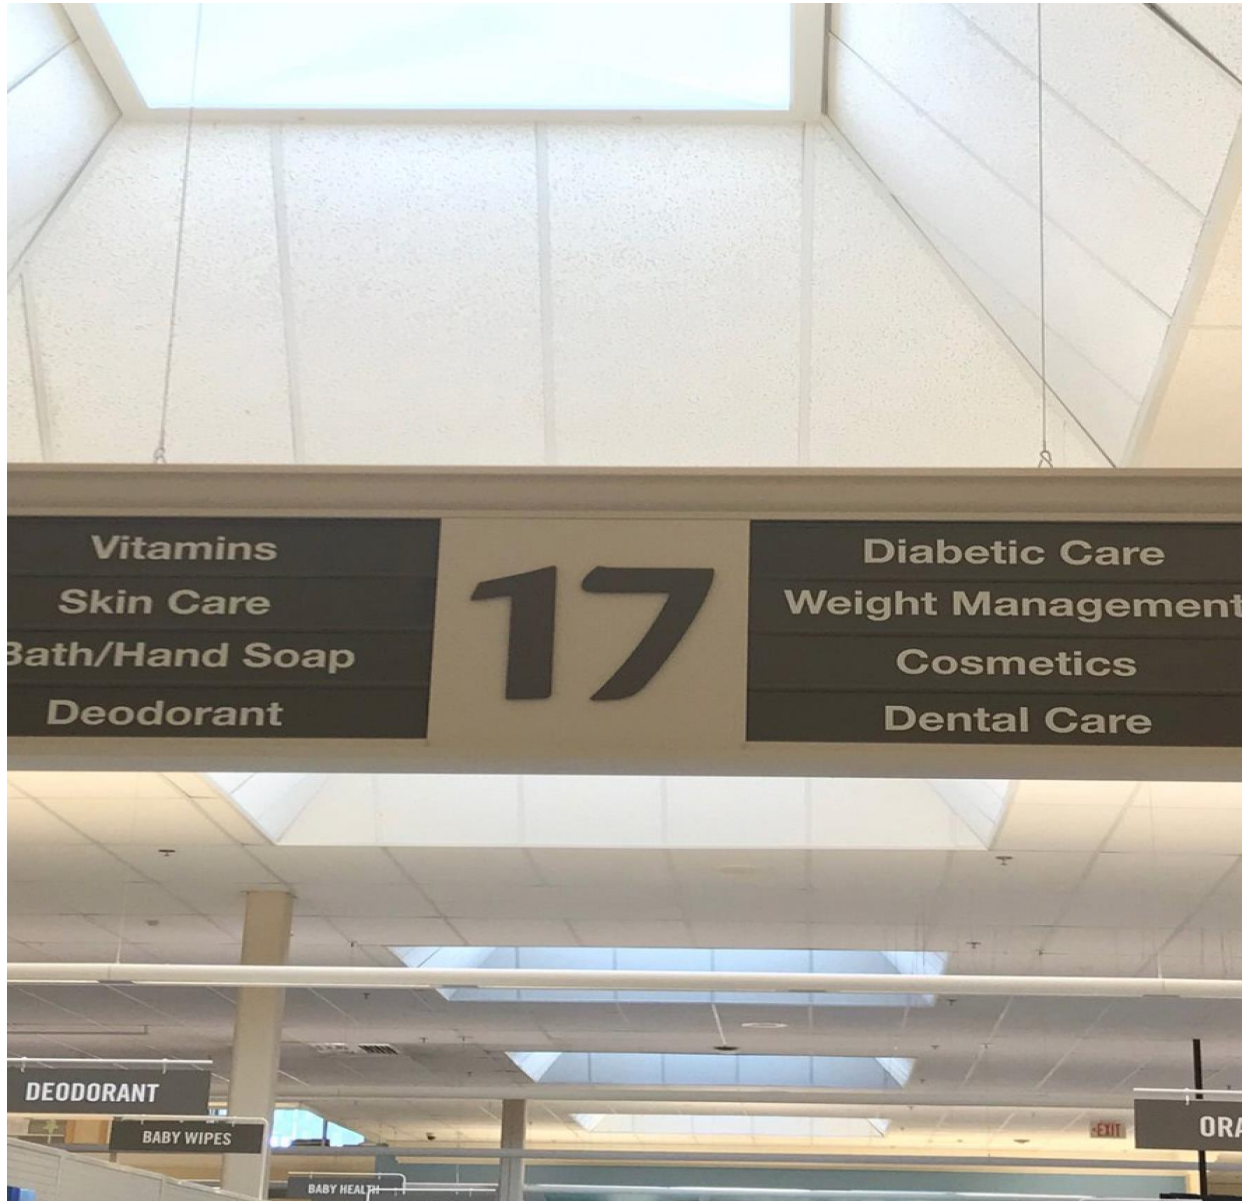 Vitamins
Skin Care
Bath/Hand Soap
Deodorant
17
Diabetic Care
Weight Management
Cosmetics
Dental Care
DEODORANT
BABY WIPES
BABY HEALTH
EXIT
ORA